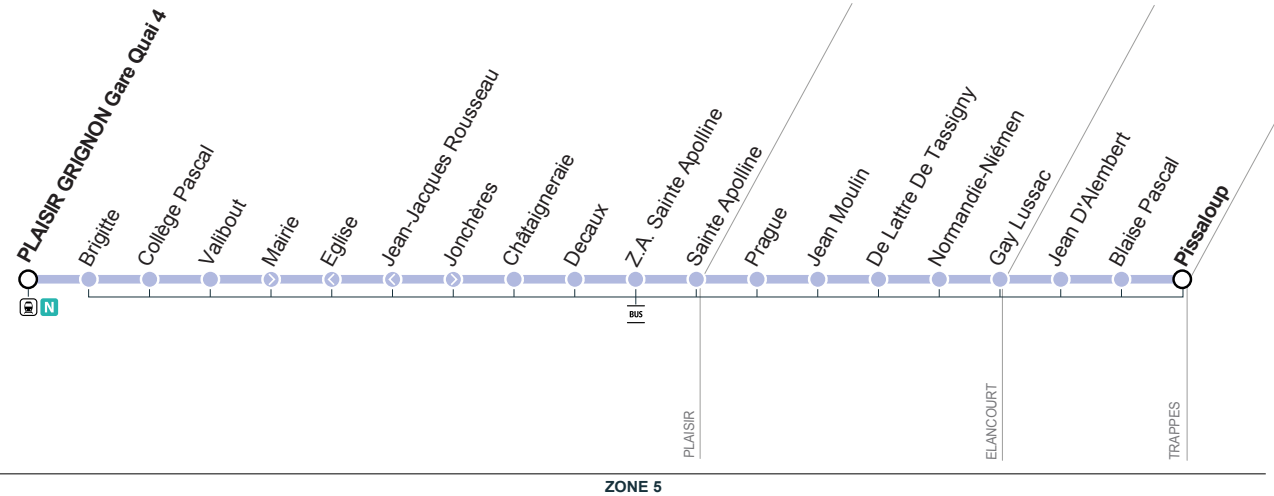 PLAISIR GRIGNON Gare Quai 4
Brigitte
Collège Pascal
Valibout
Mairie
Eglise
Jean-Jacques Rousseau
Jonchères
Châtaigneraie
Decaux
Z.A. Sainte Apolline
Sainte Apolline
Prague
Jean Moulin
De Lattre De Tassigny
Normandie-Niémen
Gay Lussac
Jean D'Alembert
Blaise Pascal
Pissaloup
N
BUS
PLAISIR
ELANCOURT
TRAPPES
ZONE 5